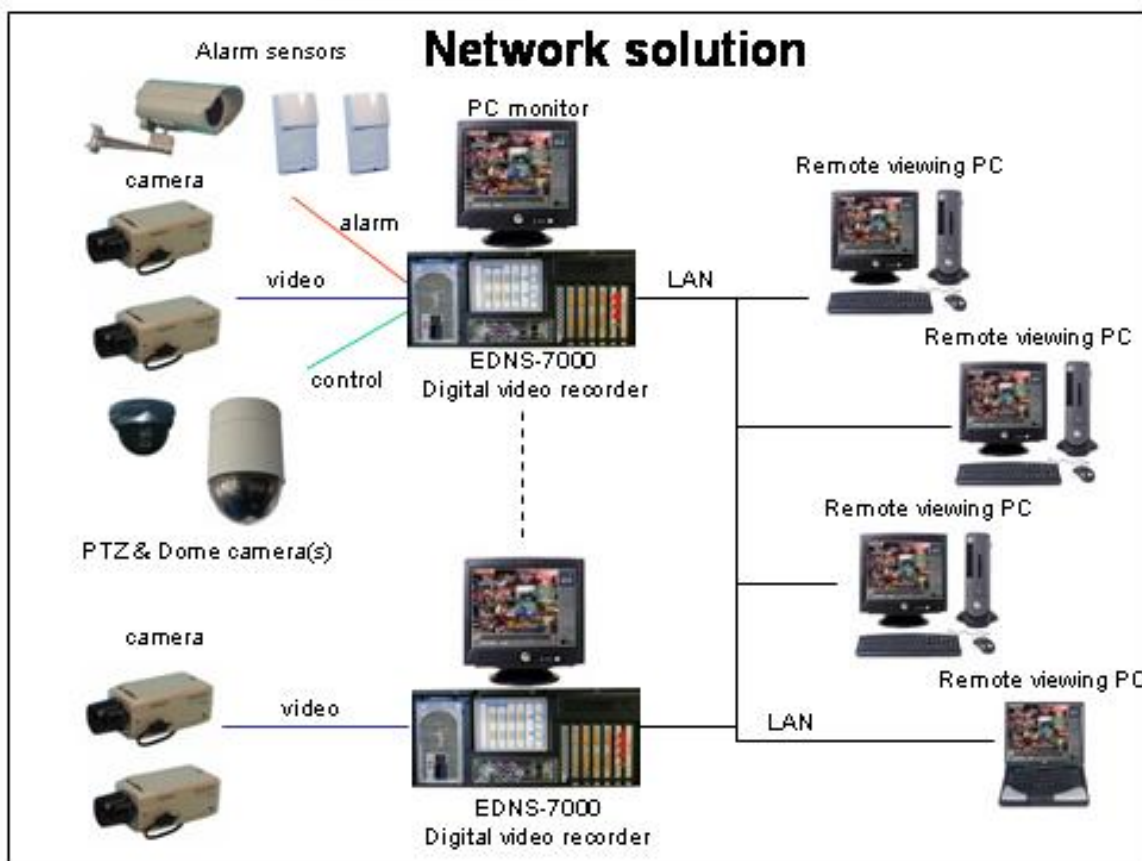 Network solution
Alarm sensors
PC monitor
camera
alarm
video
control
EDNS-7000
Digital video recorder
LAN
Remote viewing PC
Remote viewing PC
Remote viewing PC
Remote viewing PC
PTZ & Dome camera(s)
camera
video
LAN
EDNS-7000
Digital video recorder